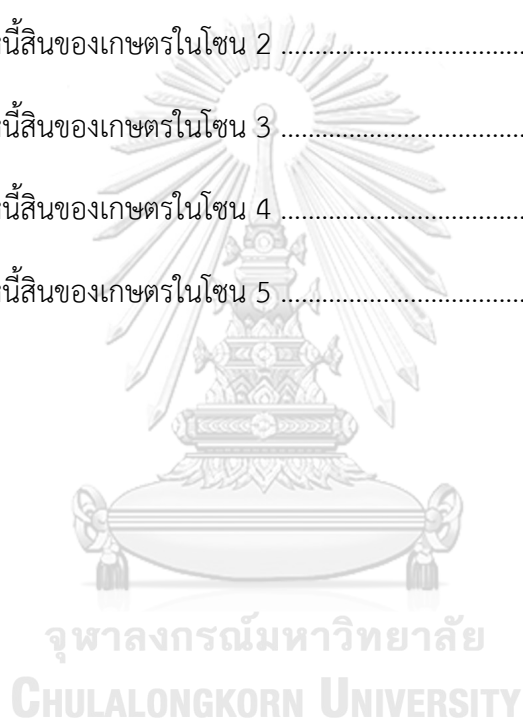 หนี้สินของเกษตรในโซน 2 ..................................
หนี้สินของเกษตรในโซน 3 ..................................
หนี้สินของเกษตรในโซน 4 ..................................
หนี้สินของเกษตรในโซน 5 ..................................
จุฬาลงกรณ์มหาวิทยาลัย
CHULALONGKORN UNIVERSITY